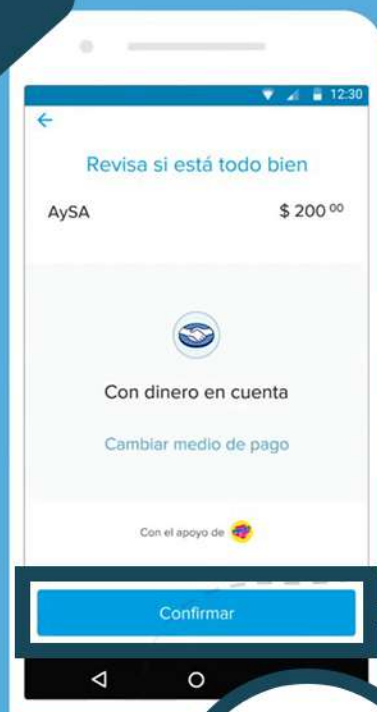 12:30
Revisa si está todo bien
AySA $ 200 00
Con dinero en cuenta
Cambiar medio de pago
Con el apoyo de
Confirmar